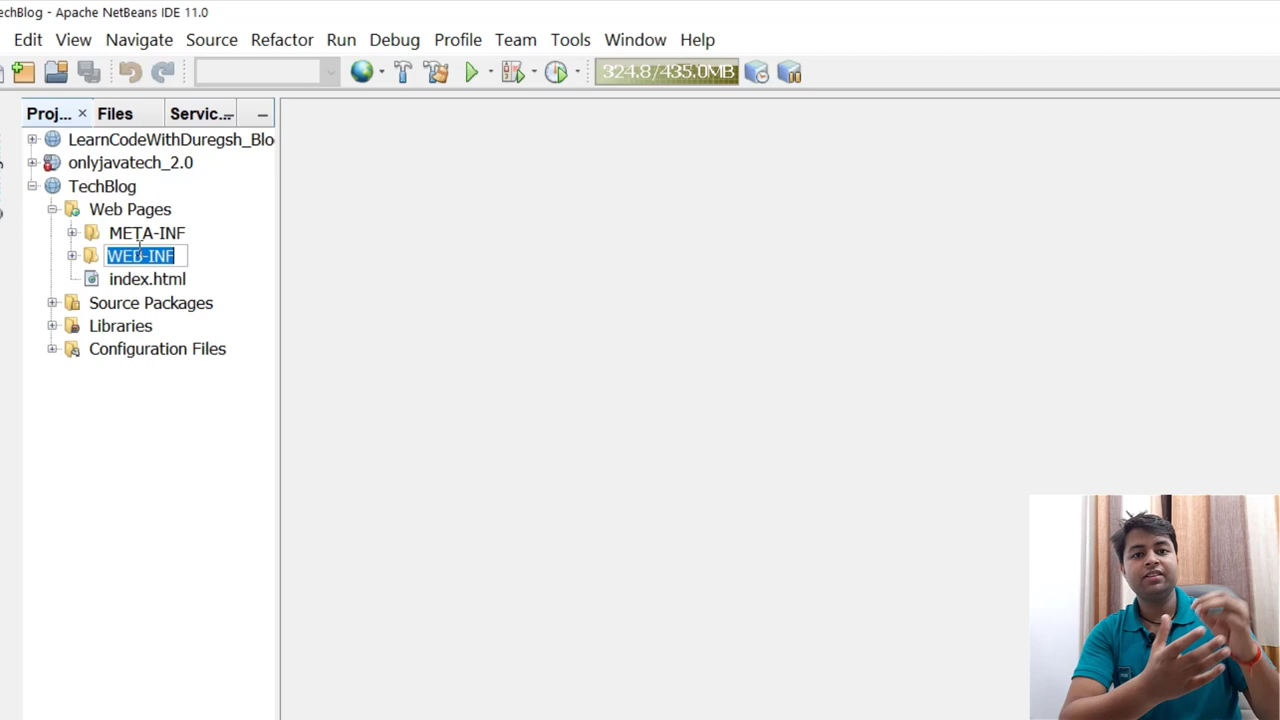 TechBlog - Apache NetBeans IDE 11.0
Edit View Navigate Source Refactor Run Debug Profile Team Tools Window Help
324.8/435.0MB
Proj... Files Servic...
LearnCodeWithDuregsh_Blo
onlyjavatech_2.0
TechBlog
Web Pages
META-INF
WEB-INF
index.html
Source Packages
Libraries
Configuration Files